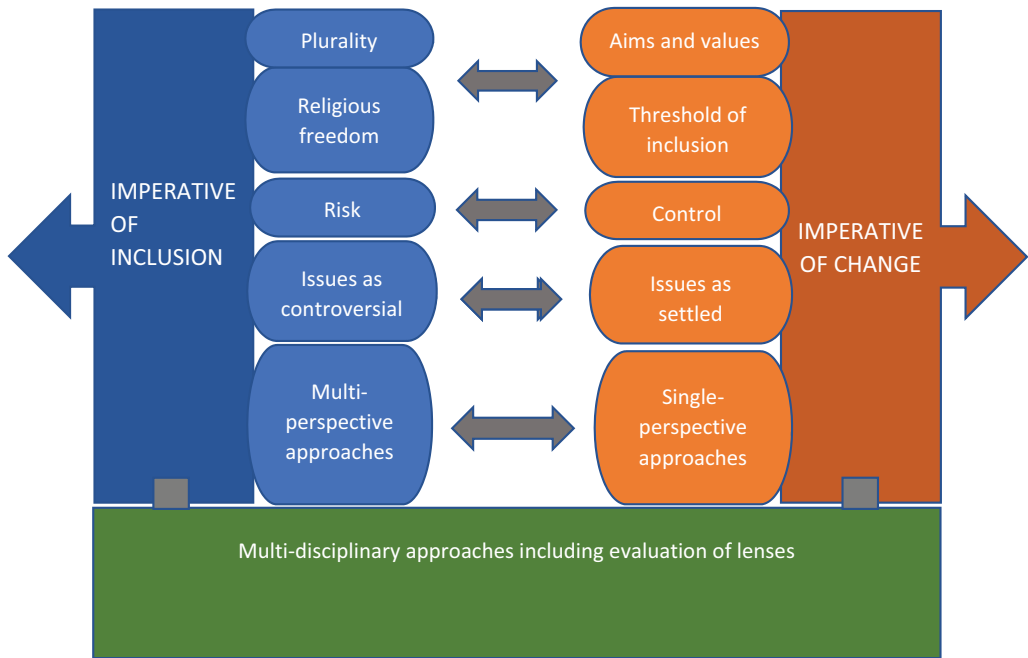 Plurality
Religious
freedom
IMPERATIVE
OF
INCLUSION
Risk
Issues as
controversial
Multi-
perspective
approaches
Aims and values
Threshold of
inclusion
Control
Issues as
settled
Single-
perspective
approaches
IMPERATIVE
OF CHANGE
Multi-disciplinary approaches including evaluation of lenses